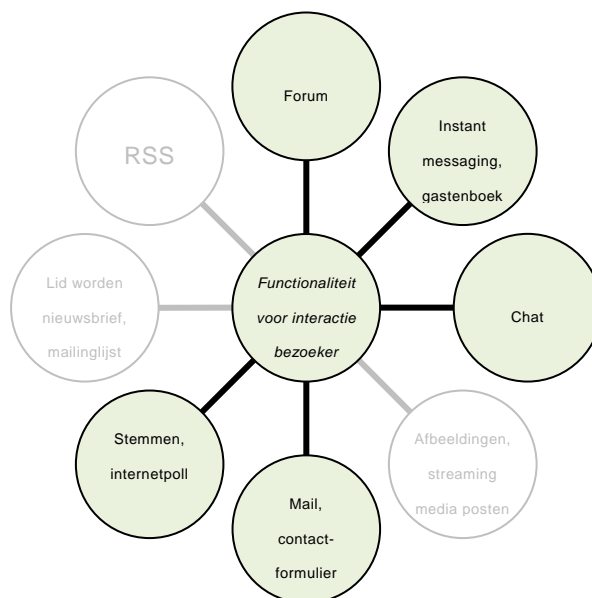 Forum
Instant
messaging,
gastenboek
RSS
Lid worden
nieuwsbrief,
mailinglijst
Functionaliteit
voor interactie
bezoeker
Chat
Stemmen,
internetpoll
Afbeeldingen,
streaming
media posten
Mail,
contact-
formulier